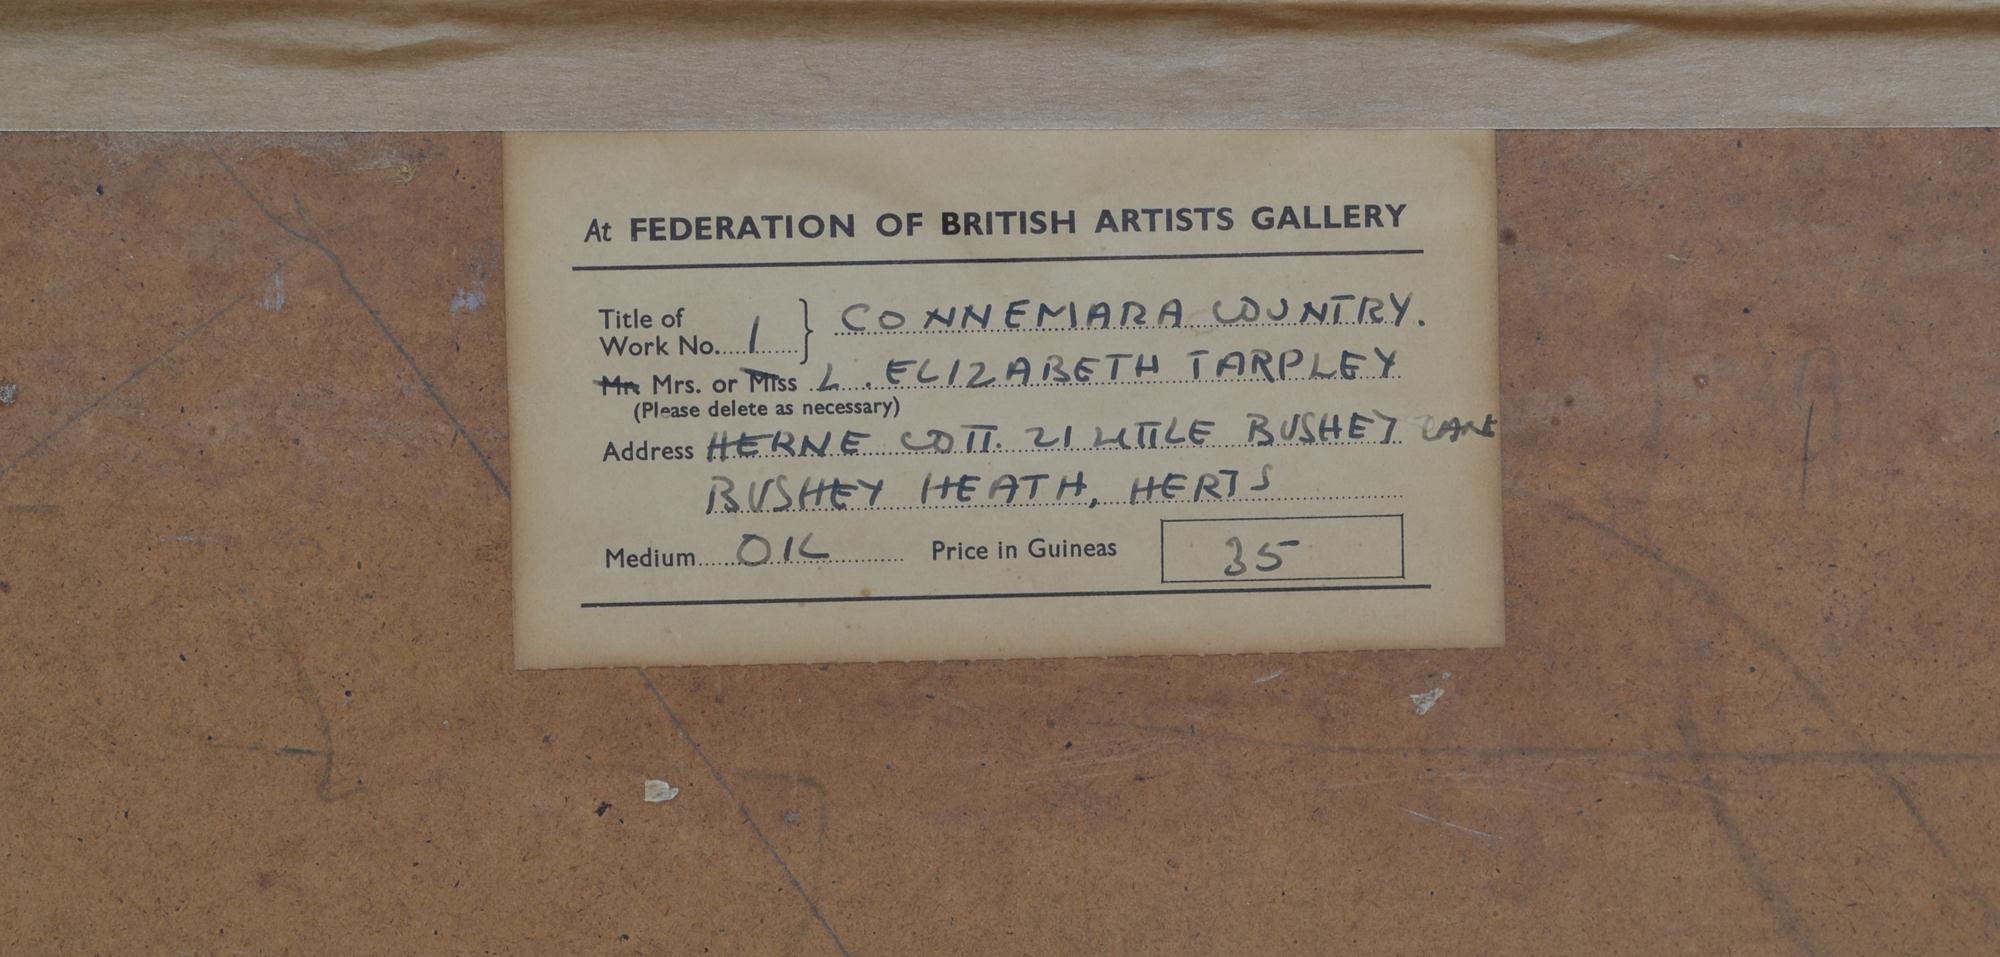 At FEDERATION OF BRITISH ARTISTS GALLERY
Title of
Work No. 1 } CONNEMARA COUNTRY.
Mr. Mrs. or Miss L. ELIZABETH TARPLEY
(Please delete as necessary)
Address HERNE COTT. 21 LITTLE BUSHEY LANE
BUSHEY HEATH, HERTS
Medium OIL Price in Guineas 35